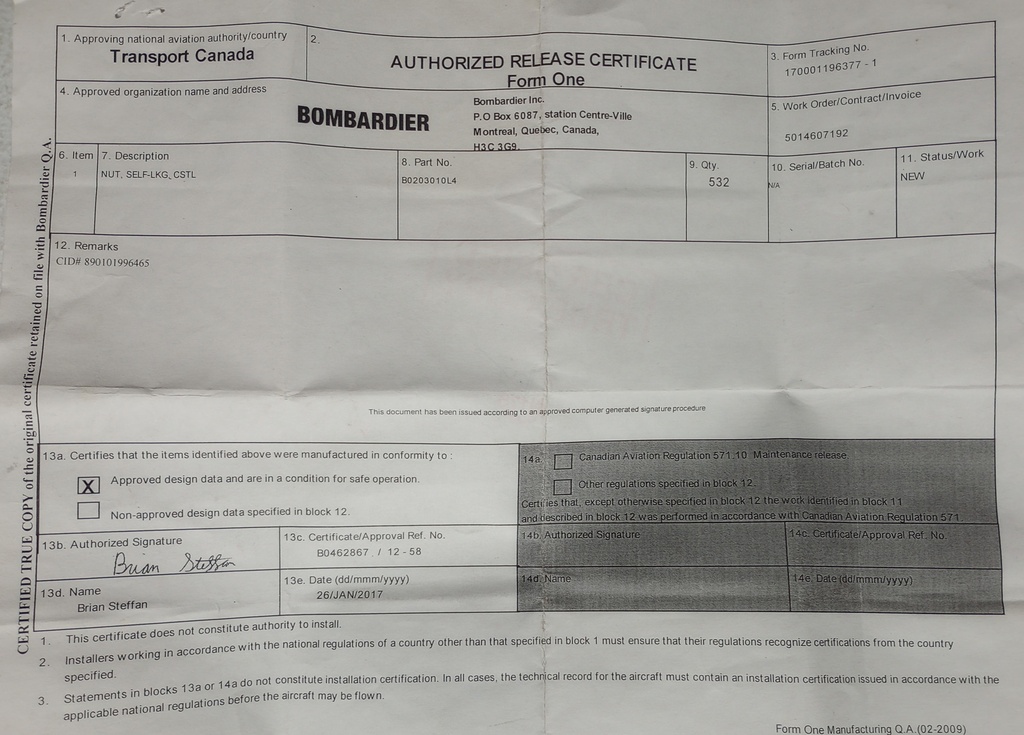 1. Approving national aviation authority/country
Transport Canada
2.
AUTHORIZED RELEASE CERTIFICATE
Form One
3. Form Tracking No.
170001196377 - 1
4. Approved organization name and address
BOMBARDIER
Bombardier Inc.
P.O Box 6087, station Centre-Ville
Montreal, Quebec, Canada,
H3C 3G9.
5. Work Order/Contract/Invoice
5014607192
6. Item
1
7. Description
NUT, SELF-LKG, CSTL
8. Part No.
B0203010L4
9. Qty.
532
10. Serial/Batch No.
N/A
11. Status/Work
NEW
12. Remarks
CID# 890101996465
This document has been issued according to an approved computer generated signature procedure
13a. Certifies that the items identified above were manufactured in conformity to :
X Approved design data and are in a condition for safe operation.
Non-approved design data specified in block 12.
14a. Canadian Aviation Regulation 571.10 Maintenance release
Other regulations specified in block 12.
Certifies that, except otherwise specified in block 12 the work identified in block 11
and described in block 12 was performed in accordance with Canadian Aviation Regulation 571.
13b. Authorized Signature
Brian Steffan
13c. Certificate/Approval Ref. No.
B0462867 / 12 - 58
14b. Authorized Signature
14c. Certificate/Approval Ref. No.
13d. Name
Brian Steffan
13e. Date (dd/mmm/yyyy)
26/JAN/2017
14d. Name
14e. Date (dd/mmm/yyyy)
1. This certificate does not constitute authority to install.
2. Installers working in accordance with the national regulations of a country other than that specified in block 1 must ensure that their regulations recognize certifications from the country
specified.
3. Statements in blocks 13a or 14a do not constitute installation certification. In all cases, the technical record for the aircraft must contain an installation certification issued in accordance with the
applicable national regulations before the aircraft may be flown.
Form One Manufacturing Q.A.(02-2009)
CERTIFIED TRUE COPY of the original certificate retained on file with Bombardier Q.A.